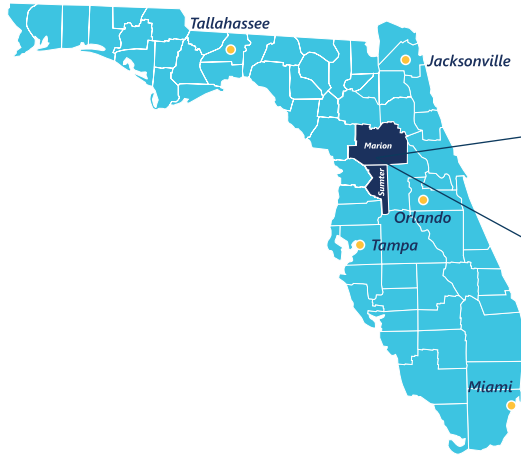 Tallahassee
Jacksonville
Marion
Sumter
Orlando
Tampa
Miami